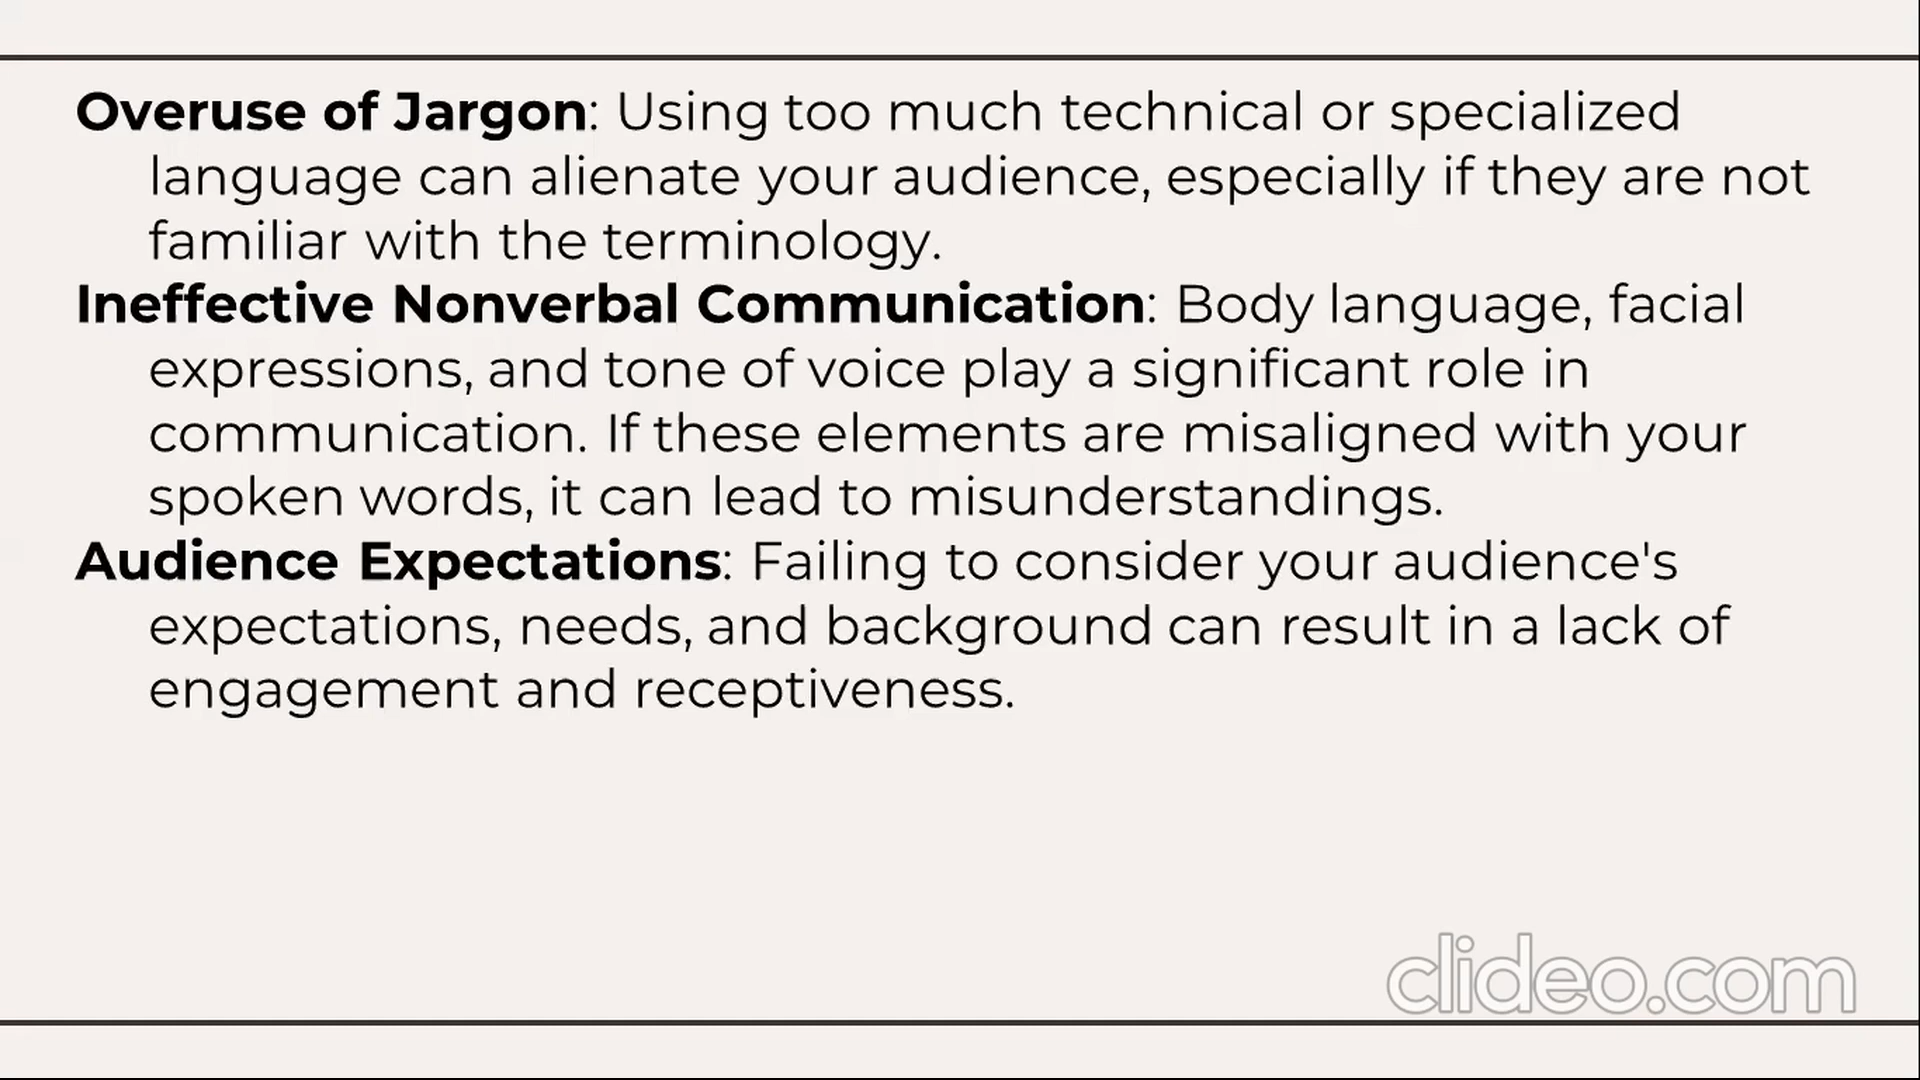 Overuse of Jargon: Using too much technical or specialized
language can alienate your audience, especially if they are not
familiar with the terminology.
Ineffective Nonverbal Communication: Body language, facial
expressions, and tone of voice play a significant role in
communication. If these elements are misaligned with your
spoken words, it can lead to misunderstandings.
Audience Expectations: Failing to consider your audience's
expectations, needs, and background can result in a lack of
engagement and receptiveness.
clideo.com